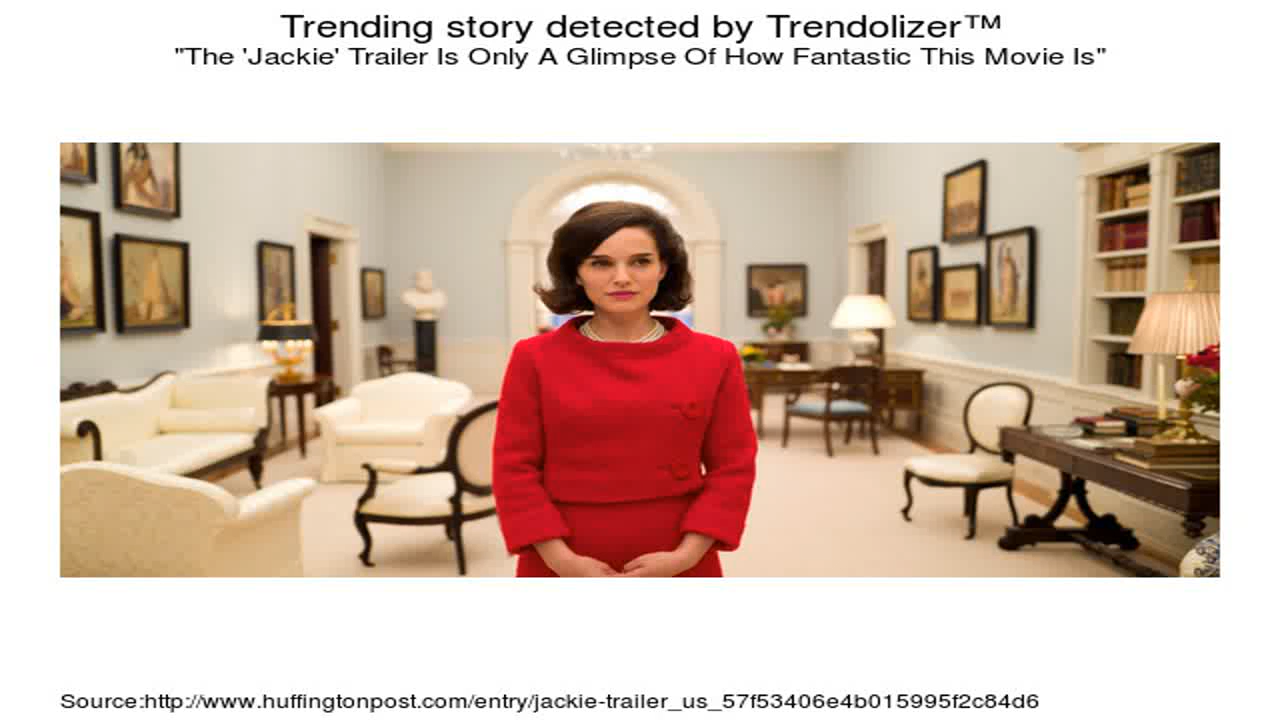 Trending story detected by Trendolizer™
"The 'Jackie' Trailer Is Only A Glimpse Of How Fantastic This Movie Is"
Source:http://www.huffingtonpost.com/entry/jackie-trailer_us_57f53406e4b015995f2c84d6